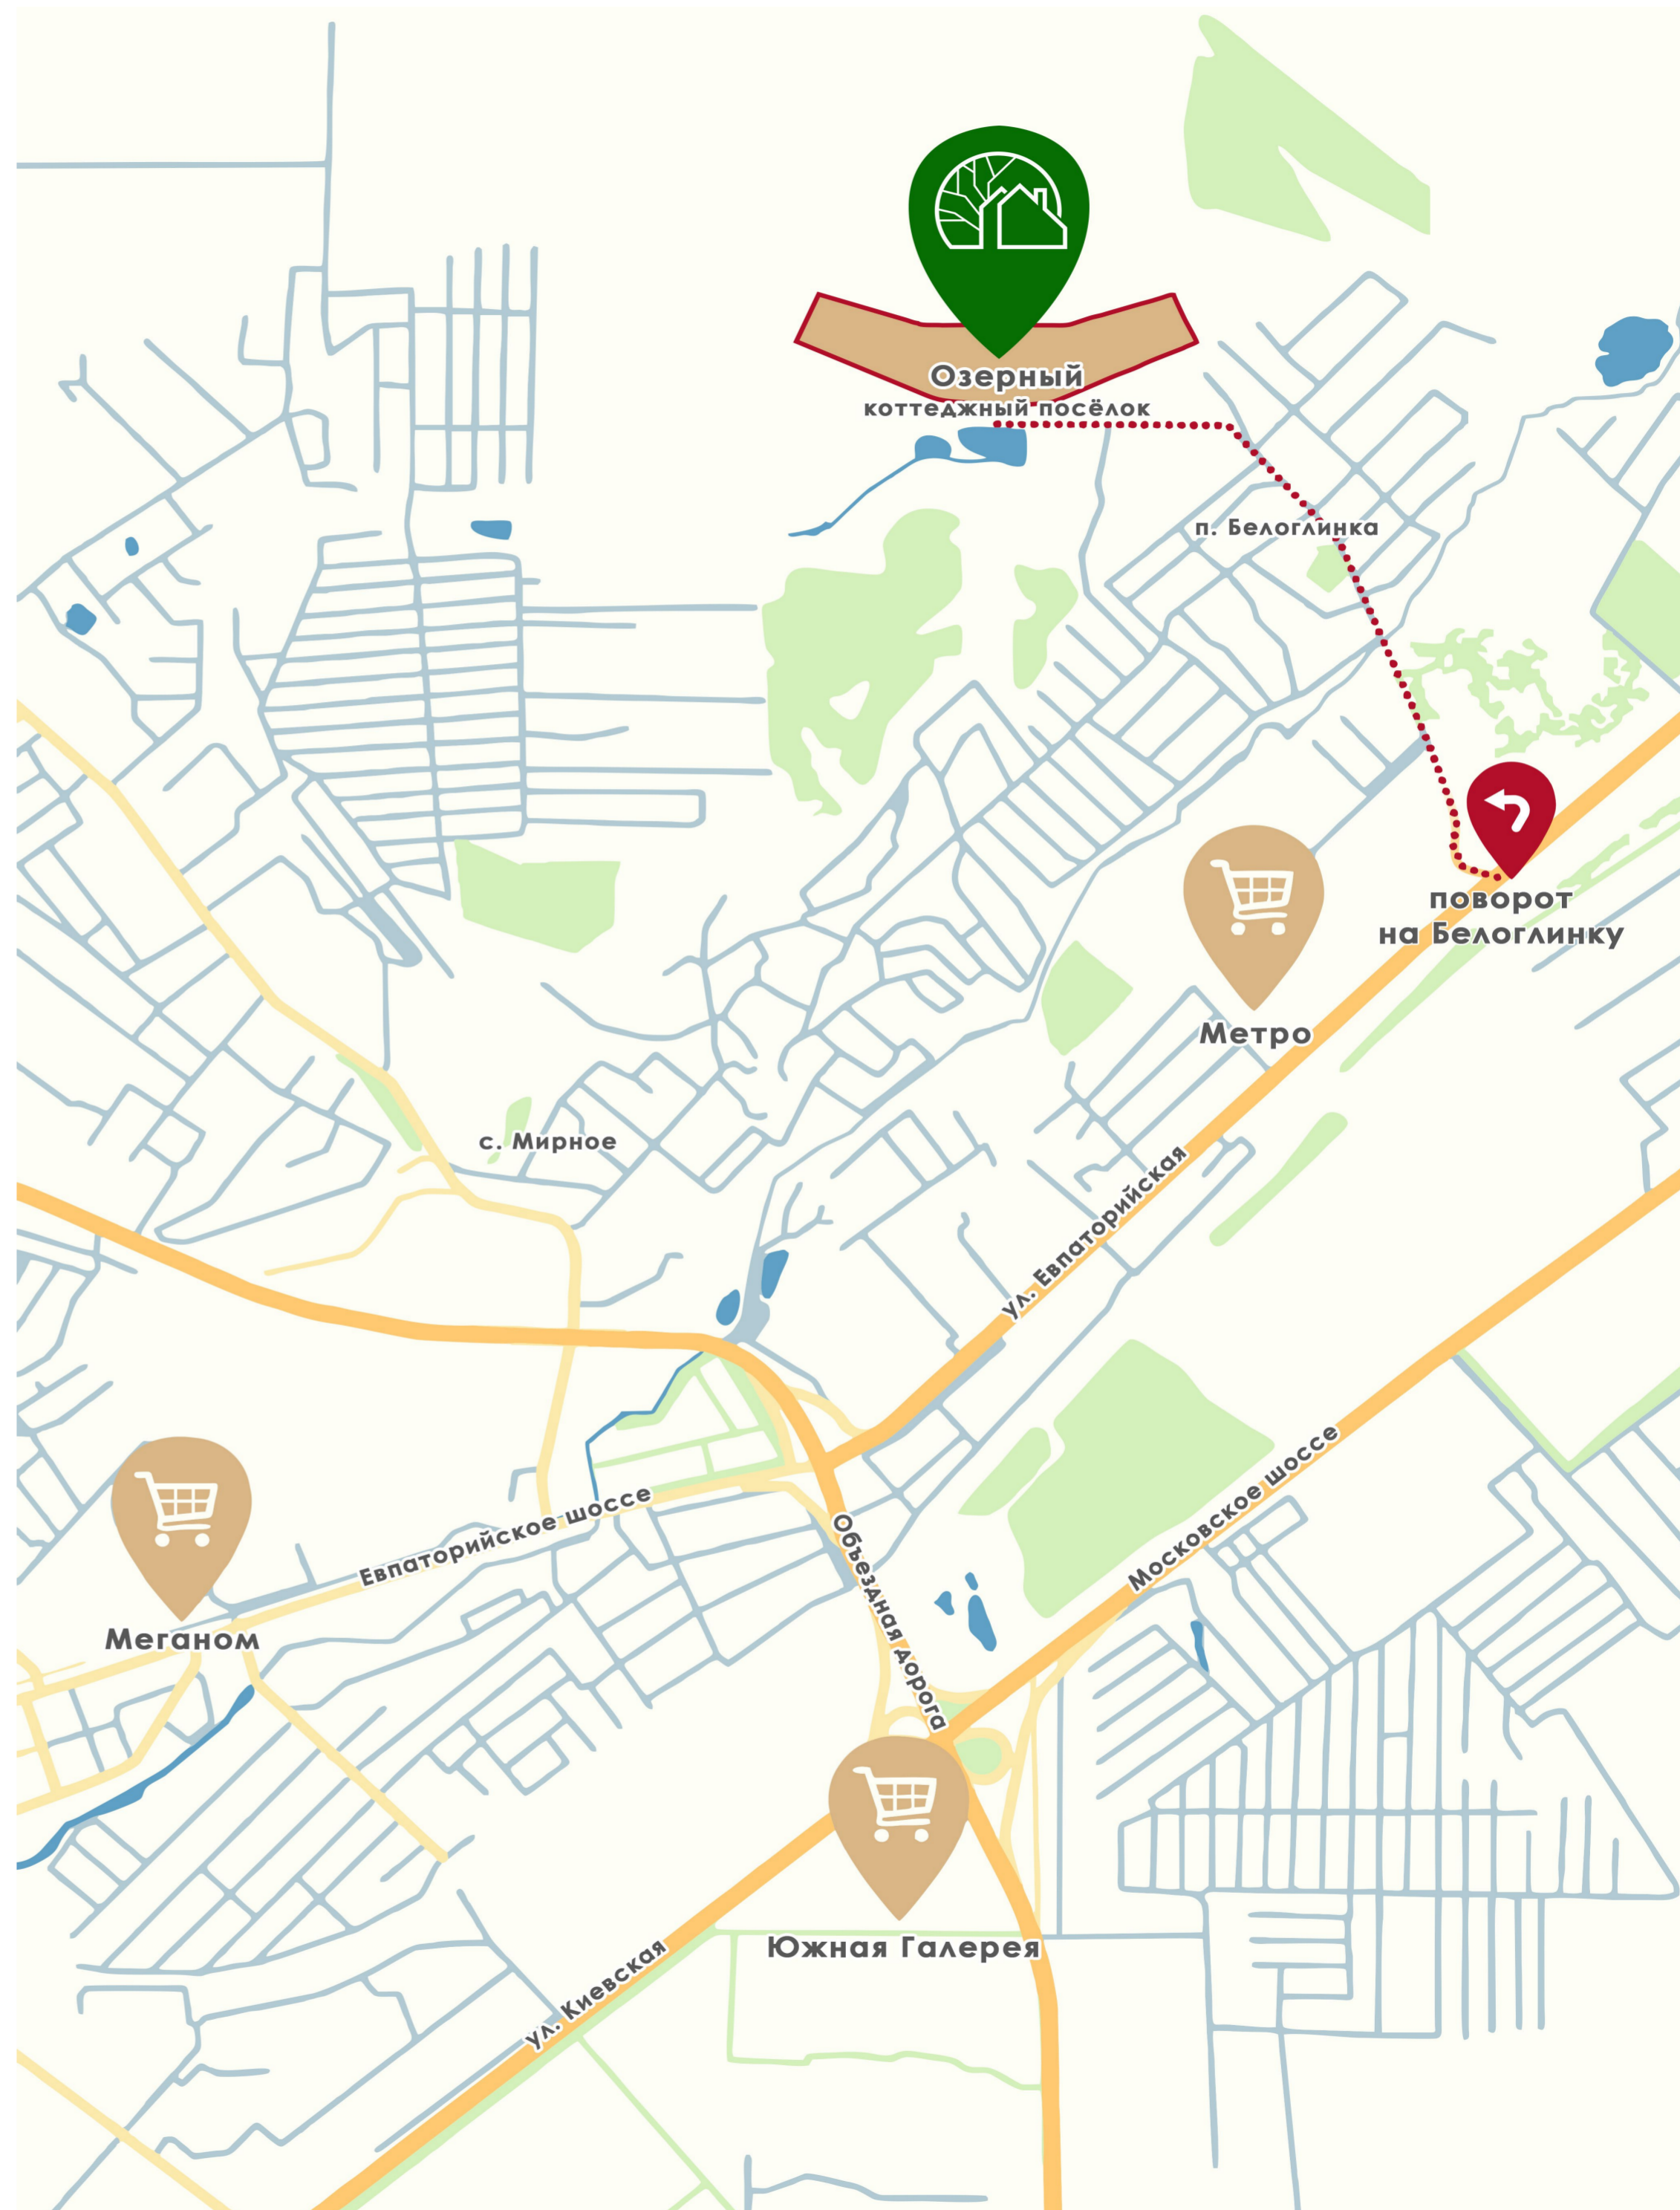 Озерный
коттеджный посёлок
п. Белоглинка
поворот
на Белоглинку
Метро
с. Мирное
ул. Евпаторийская
Московское шоссе
Евпаторийское шоссе
Объездная дорога
Меганом
Южная Галерея
ул. Киевская